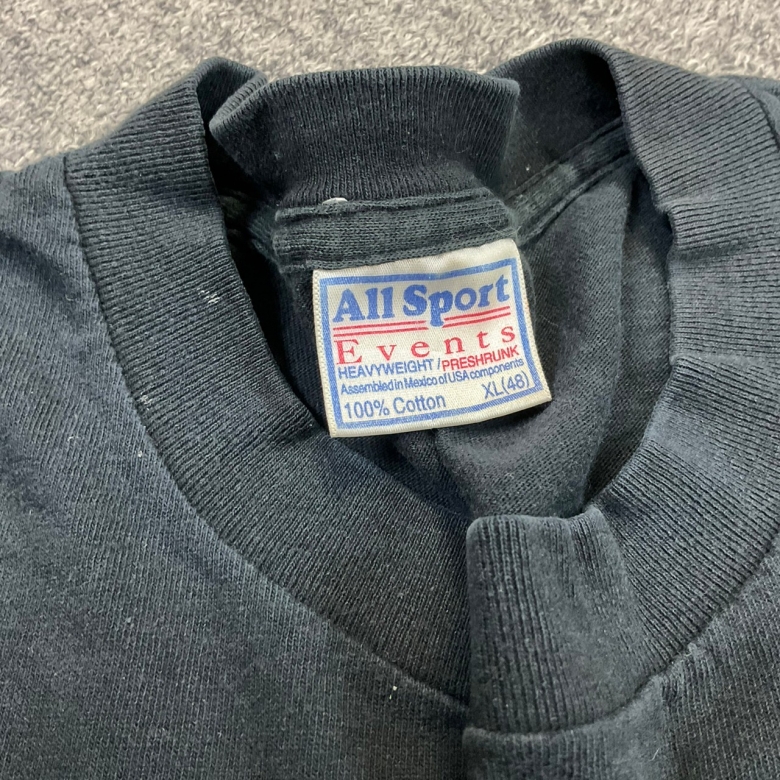 All Sport
Events
HEAVYWEIGHT / PRESHRUNK
Assembled in Mexico of USA components
100% Cotton XL(48)